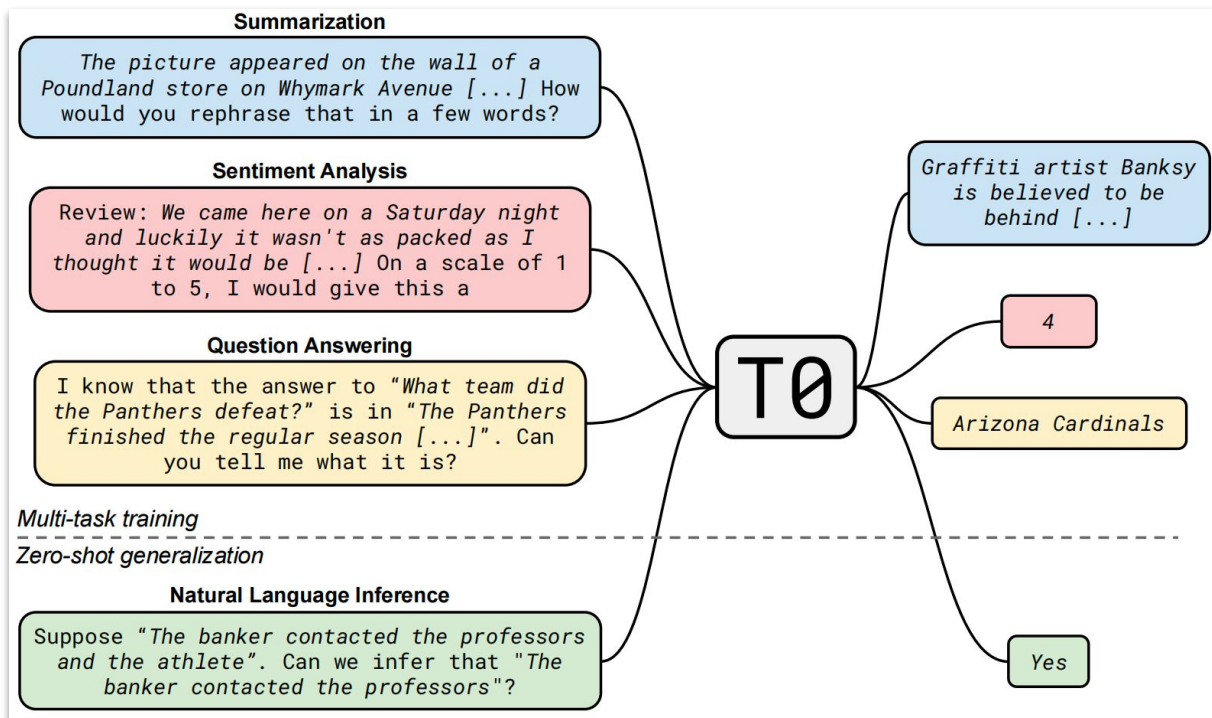 Summarization
The picture appeared on the wall of a
Poundland store on Whymark Avenue [...] How
would you rephrase that in a few words?
Sentiment Analysis
Review: We came here on a Saturday night
and luckily it wasn't as packed as I
thought it would be [...] On a scale of 1
to 5, I would give this a
Question Answering
I know that the answer to “What team did
the Panthers defeat?” is in “The Panthers
finished the regular season [...]”. Can
you tell me what it is?
Multi-task training
Zero-shot generalization
Natural Language Inference
Suppose “The banker contacted the professors
and the athlete”. Can we infer that "The
banker contacted the professors"?
T0
Graffiti artist Banksy
is believed to be
behind [...]
4
Arizona Cardinals
Yes